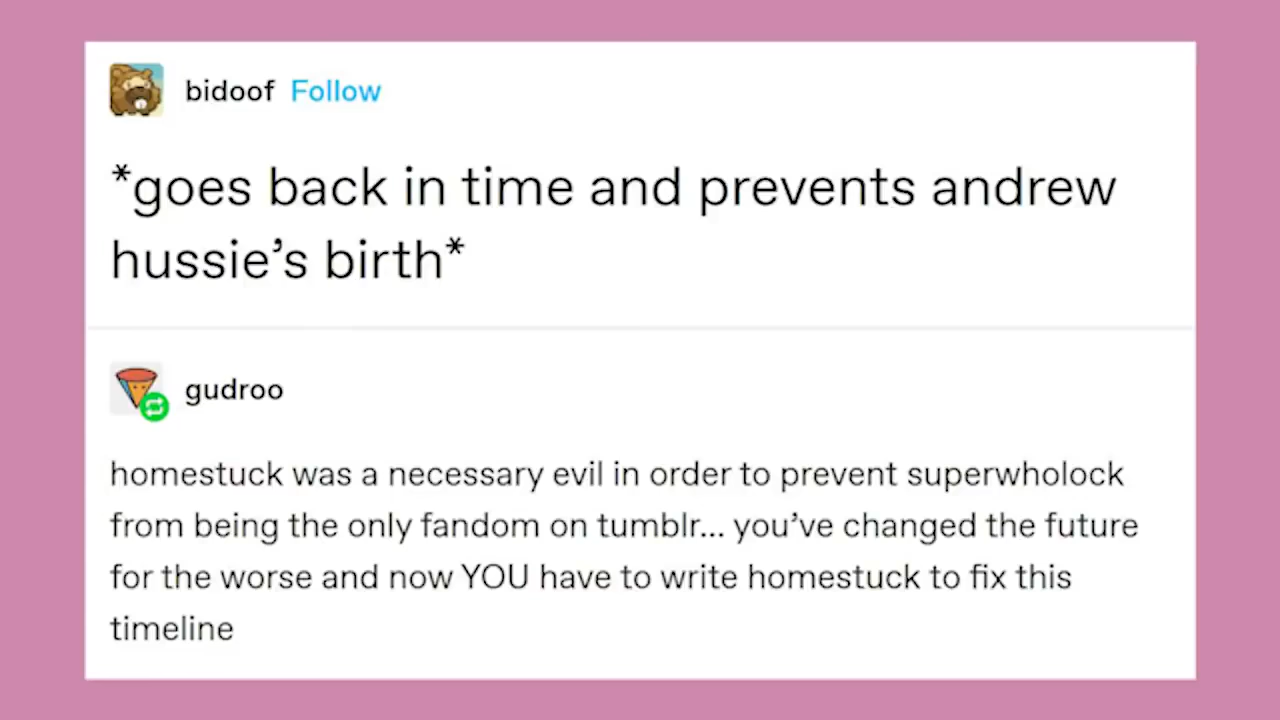 bidoof Follow
*goes back in time and prevents andrew
hussie’s birth*
gudroo
homestuck was a necessary evil in order to prevent superwholock
from being the only fandom on tumblr... you’ve changed the future
for the worse and now YOU have to write homestuck to fix this
timeline